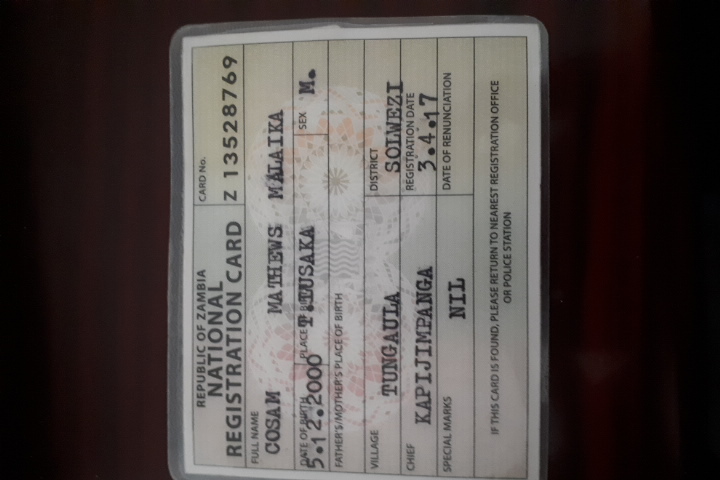 REPUBLIC OF ZAMBIA
NATIONAL
REGISTRATION CARD
CARD No.
Z 13528769
FULL NAME
COSAM MATHEWS MALAIKA
DATE OF BIRTH PLACE OF BIRTH SEX
5.12.2000 T.LUSAKA M.
FATHER'S/MOTHER'S PLACE OF BIRTH
VILLAGE DISTRICT
TUNGAULA SOLWEZI
CHIEF REGISTRATION DATE
KAPIJIMPANGA 3.4.17
SPECIAL MARKS DATE OF RENUNCIATION
NIL
IF THIS CARD IS FOUND, PLEASE RETURN TO NEAREST REGISTRATION OFFICE
OR POLICE STATION